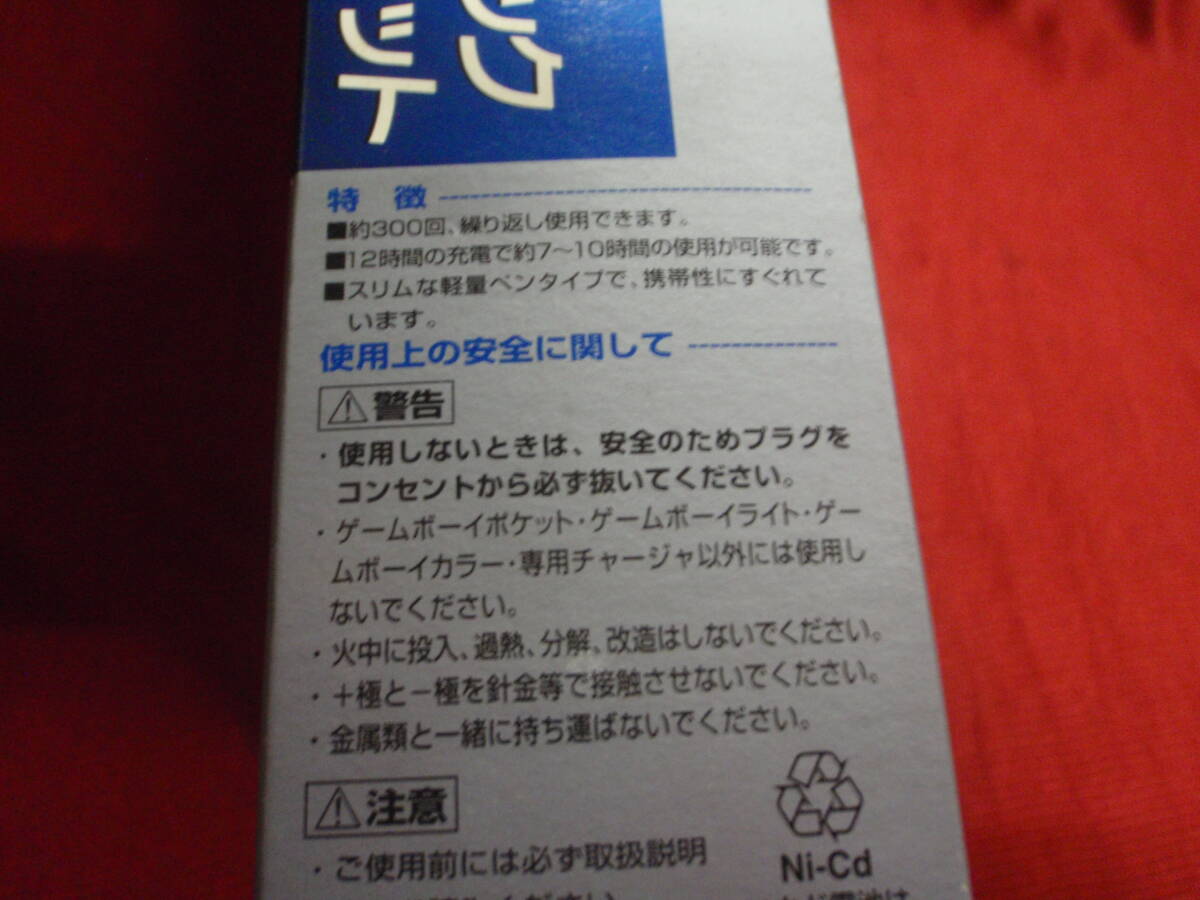 ック
ット
特 徴
■約300回、繰り返し使用できます。
■12時間の充電で約7～10時間の使用が可能です。
■スリムな軽量ペンタイプで、携帯性にすぐれて
います。
使用上の安全に関して
⚠警告
・使用しないときは、安全のためプラグを
コンセントから必ず抜いてください。
・ゲームボーイポケット・ゲームボーイライト・ゲー
ムボーイカラー・専用チャージャ以外には使用し
ないでください。
・火中に投入、過熱、分解、改造はしないでください。
・＋極と－極を針金等で接触させないでください。
・金属類と一緒に持ち運ばないでください。
⚠注意
・ご使用前には必ず取扱説明
Ni-Cd